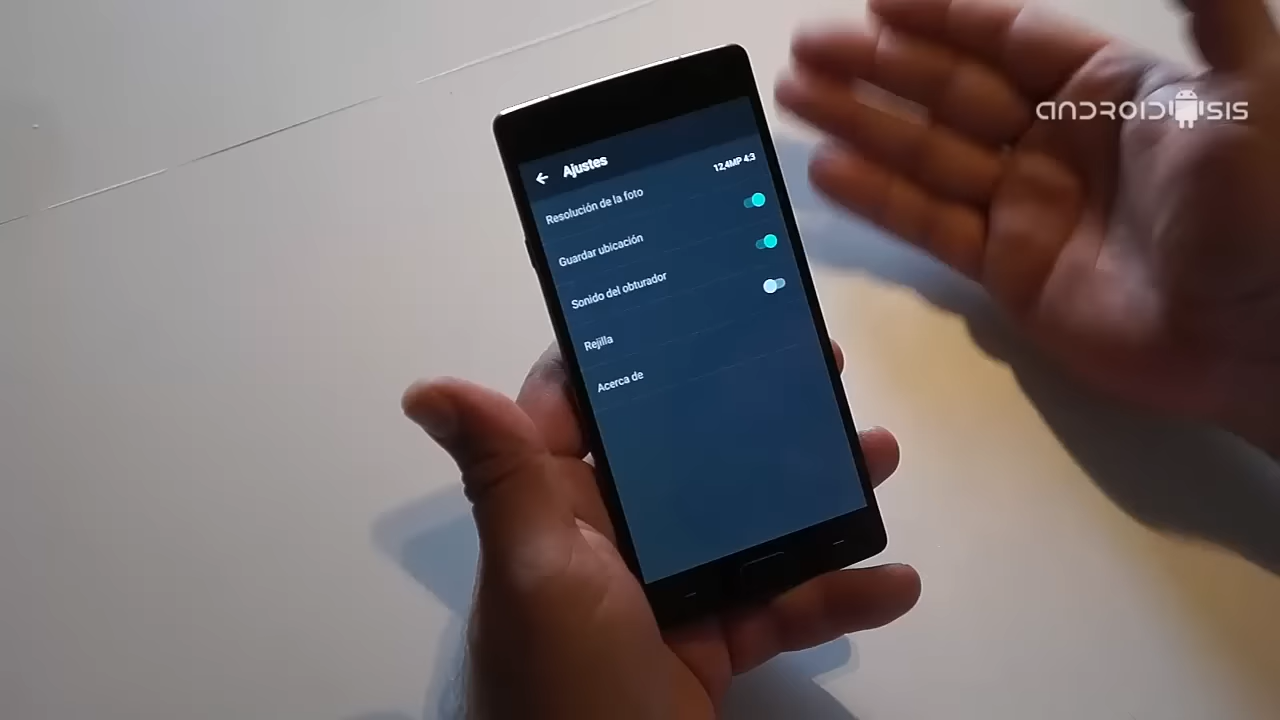 ANDROIDSIS
Ajustes
Resolución de la foto 12,4MP 4:3
Guardar ubicación
Sonido del obturador
Rejilla
Acerca de